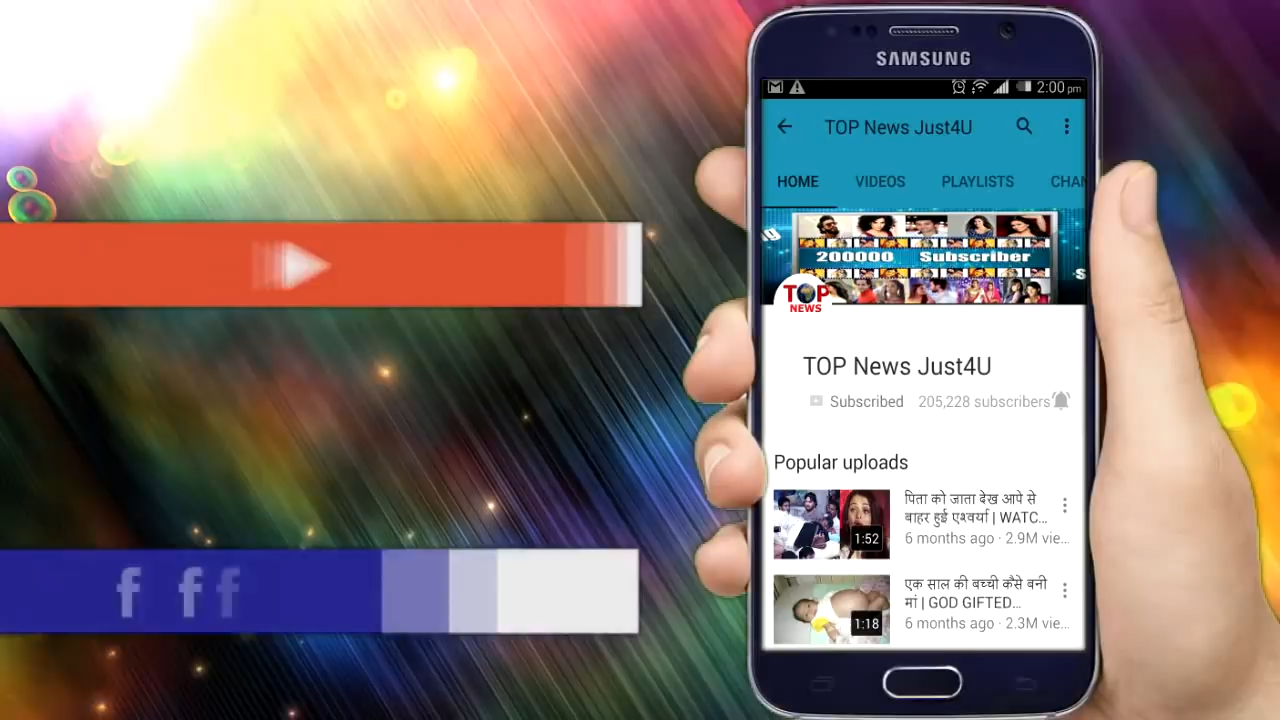 SAMSUNG
2:00 pm
TOP News Just4U
HOME VIDEOS PLAYLISTS CHAN
200000 Subscriber
TOP
NEWS
TOP News Just4U
Subscribed 205,228 subscribers
Popular uploads
पिता को जाता देख आपे से
बाहर हुई एश्वर्या | WATC...
6 months ago · 2.9M vie...
1:52
एक साल की बच्ची कैसे बनी
मां | GOD GIFTED...
6 months ago · 2.3M vie...
1:18
f f f